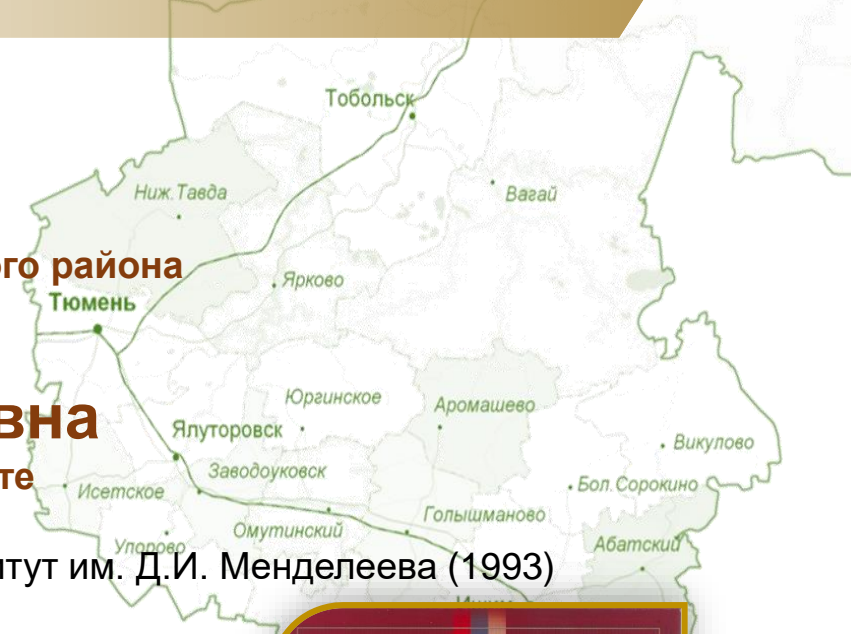 Тобольск
Ниж.Тавда
Вагай
ого района
Ярково
Тюмень
Юргинское
Аромашево
вна
Ялуторовск
Викулово
Заводоуковск
те
Исетское
Бол.Сорокино
Голышманово
Омутинский
Упорово
Абатский
тут им. Д.И. Менделеева (1993)